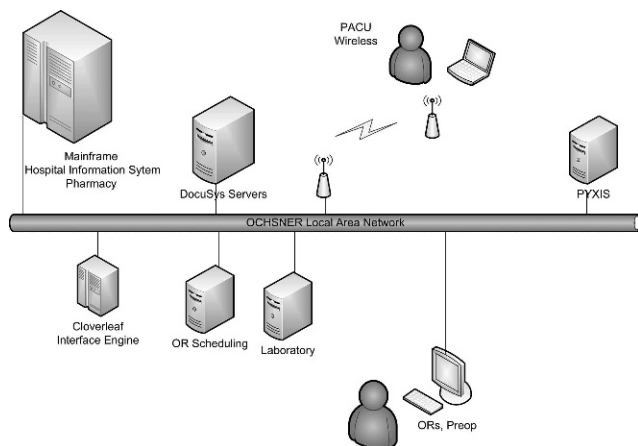 PACU
Wireless
Mainframe
Hospital Information Sytem
Pharmacy
DocuSys Servers
PYXIS
OCHSNER Local Area Network
Cloverleaf
Interface Engine
OR Scheduling
Laboratory
ORs, Preop